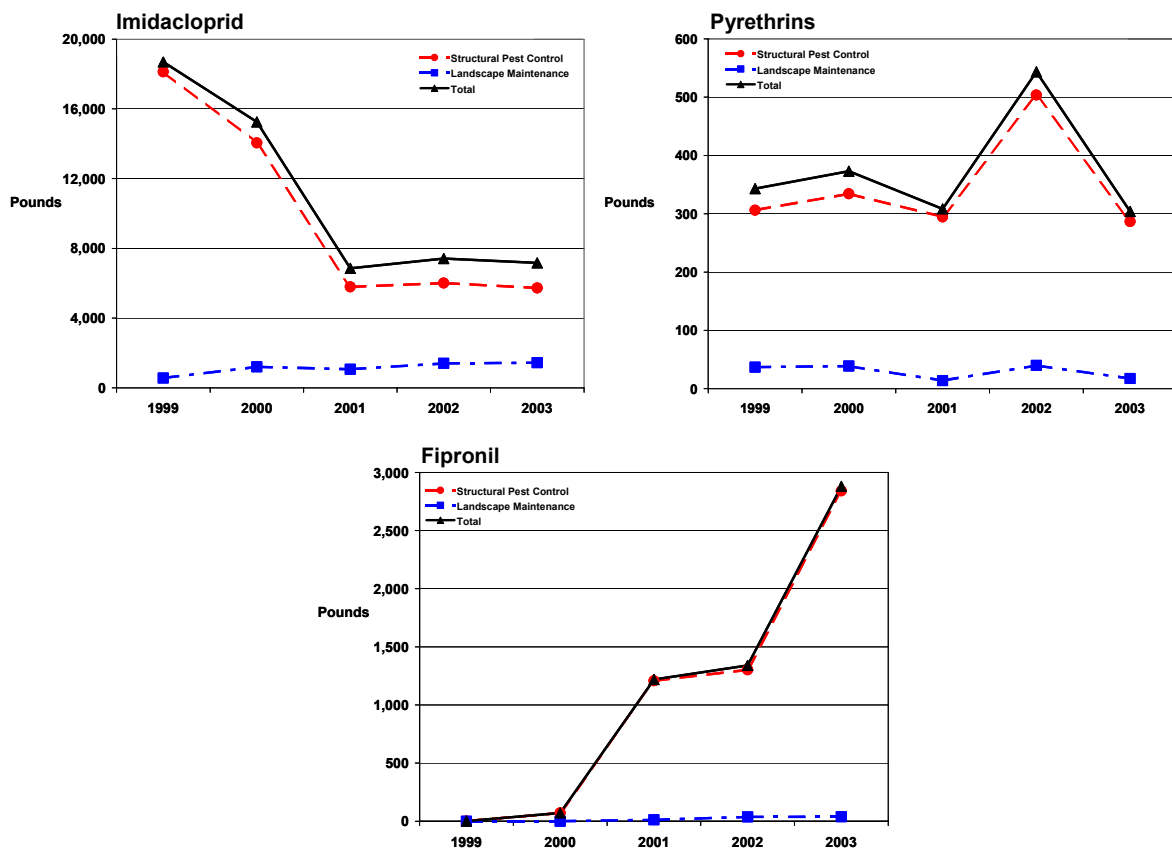 Imidacloprid
20,000
16,000
12,000
8,000
4,000
0
Pounds
Structural Pest Control
Landscape Maintenance
Total
1999 2000 2001 2002 2003
Pyrethrins
600
500
400
300
200
100
0
Pounds
Structural Pest Control
Landscape Maintenance
Total
1999 2000 2001 2002 2003
Fipronil
3,000
2,500
2,000
1,500
1,000
500
0
Pounds
Structural Pest Control
Landscape Maintenance
Total
1999 2000 2001 2002 2003